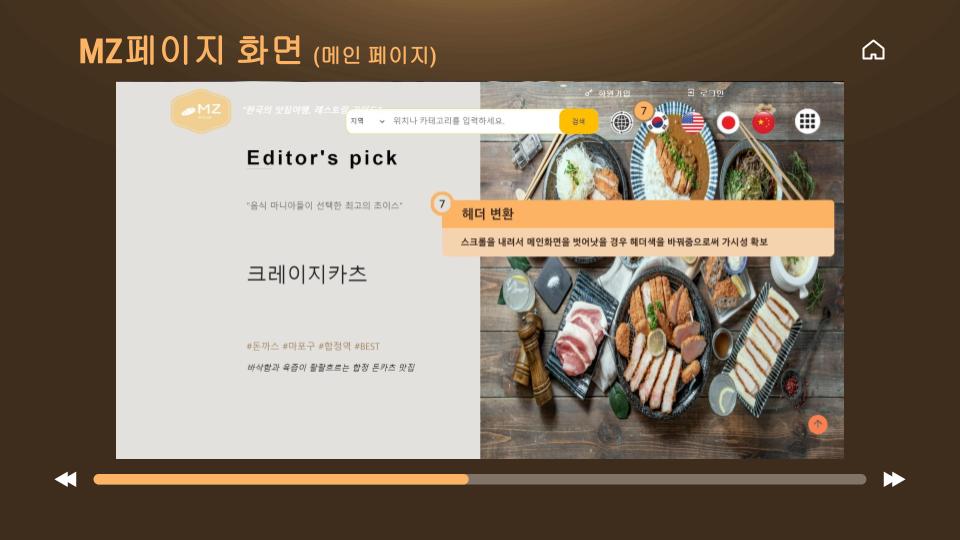 MZ페이지 화면 (메인 페이지)
회원가입 로그인
MZ
"한국의 맛집여행, 레스토랑 가이드"
지역 위치나 카테고리를 입력하세요. 검색
7
Editor's pick
"음식 마니아들이 선택한 최고의 초이스"
7 헤더 변환
스크롤을 내려서 메인화면을 벗어났을 경우 헤더색을 바꿔줌으로써 가시성 확보
크레이지카츠
#돈까스 #마포구 #합정역 #BEST
바삭함과 육즙이 활활흐르는 합정 돈카츠 맛집